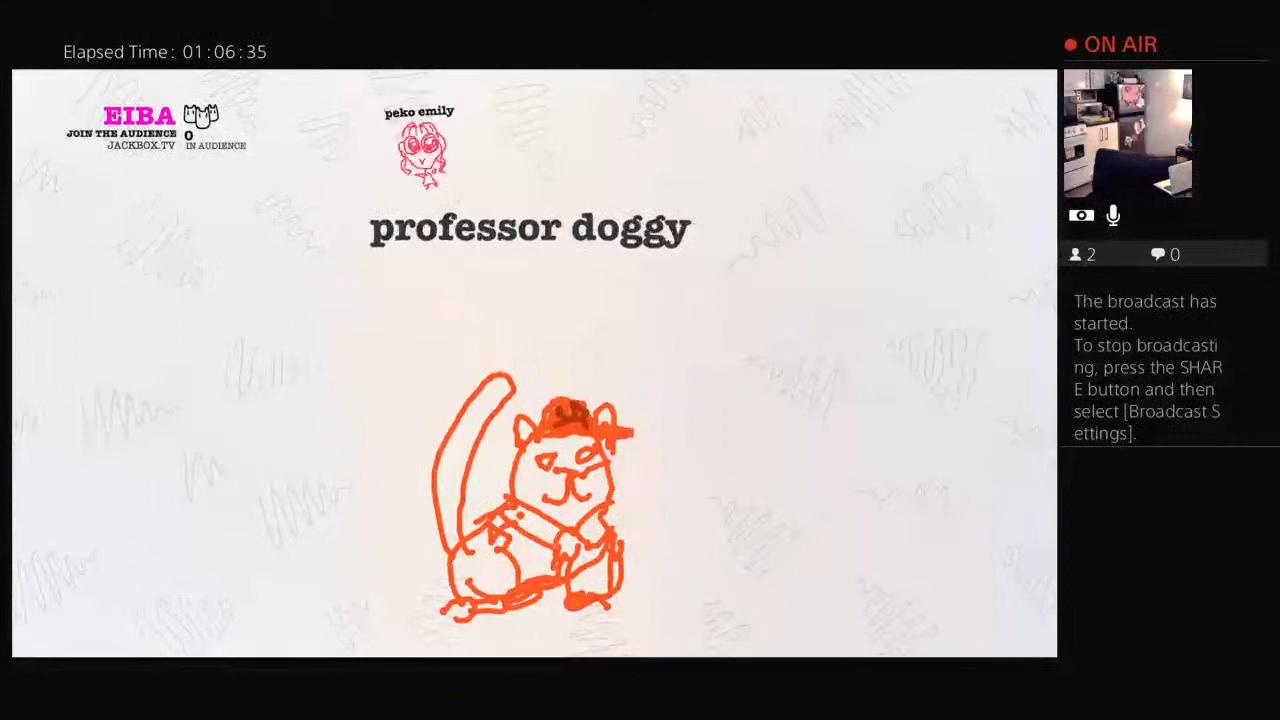 Elapsed Time: 01:06:35
ON AIR
EIBA
JOIN THE AUDIENCE 0
JACKBOX.TV IN AUDIENCE
peko emily
professor doggy
2 0
The broadcast has
started.
To stop broadcasti
ng, press the SHAR
E button and then
select [Broadcast S
ettings].